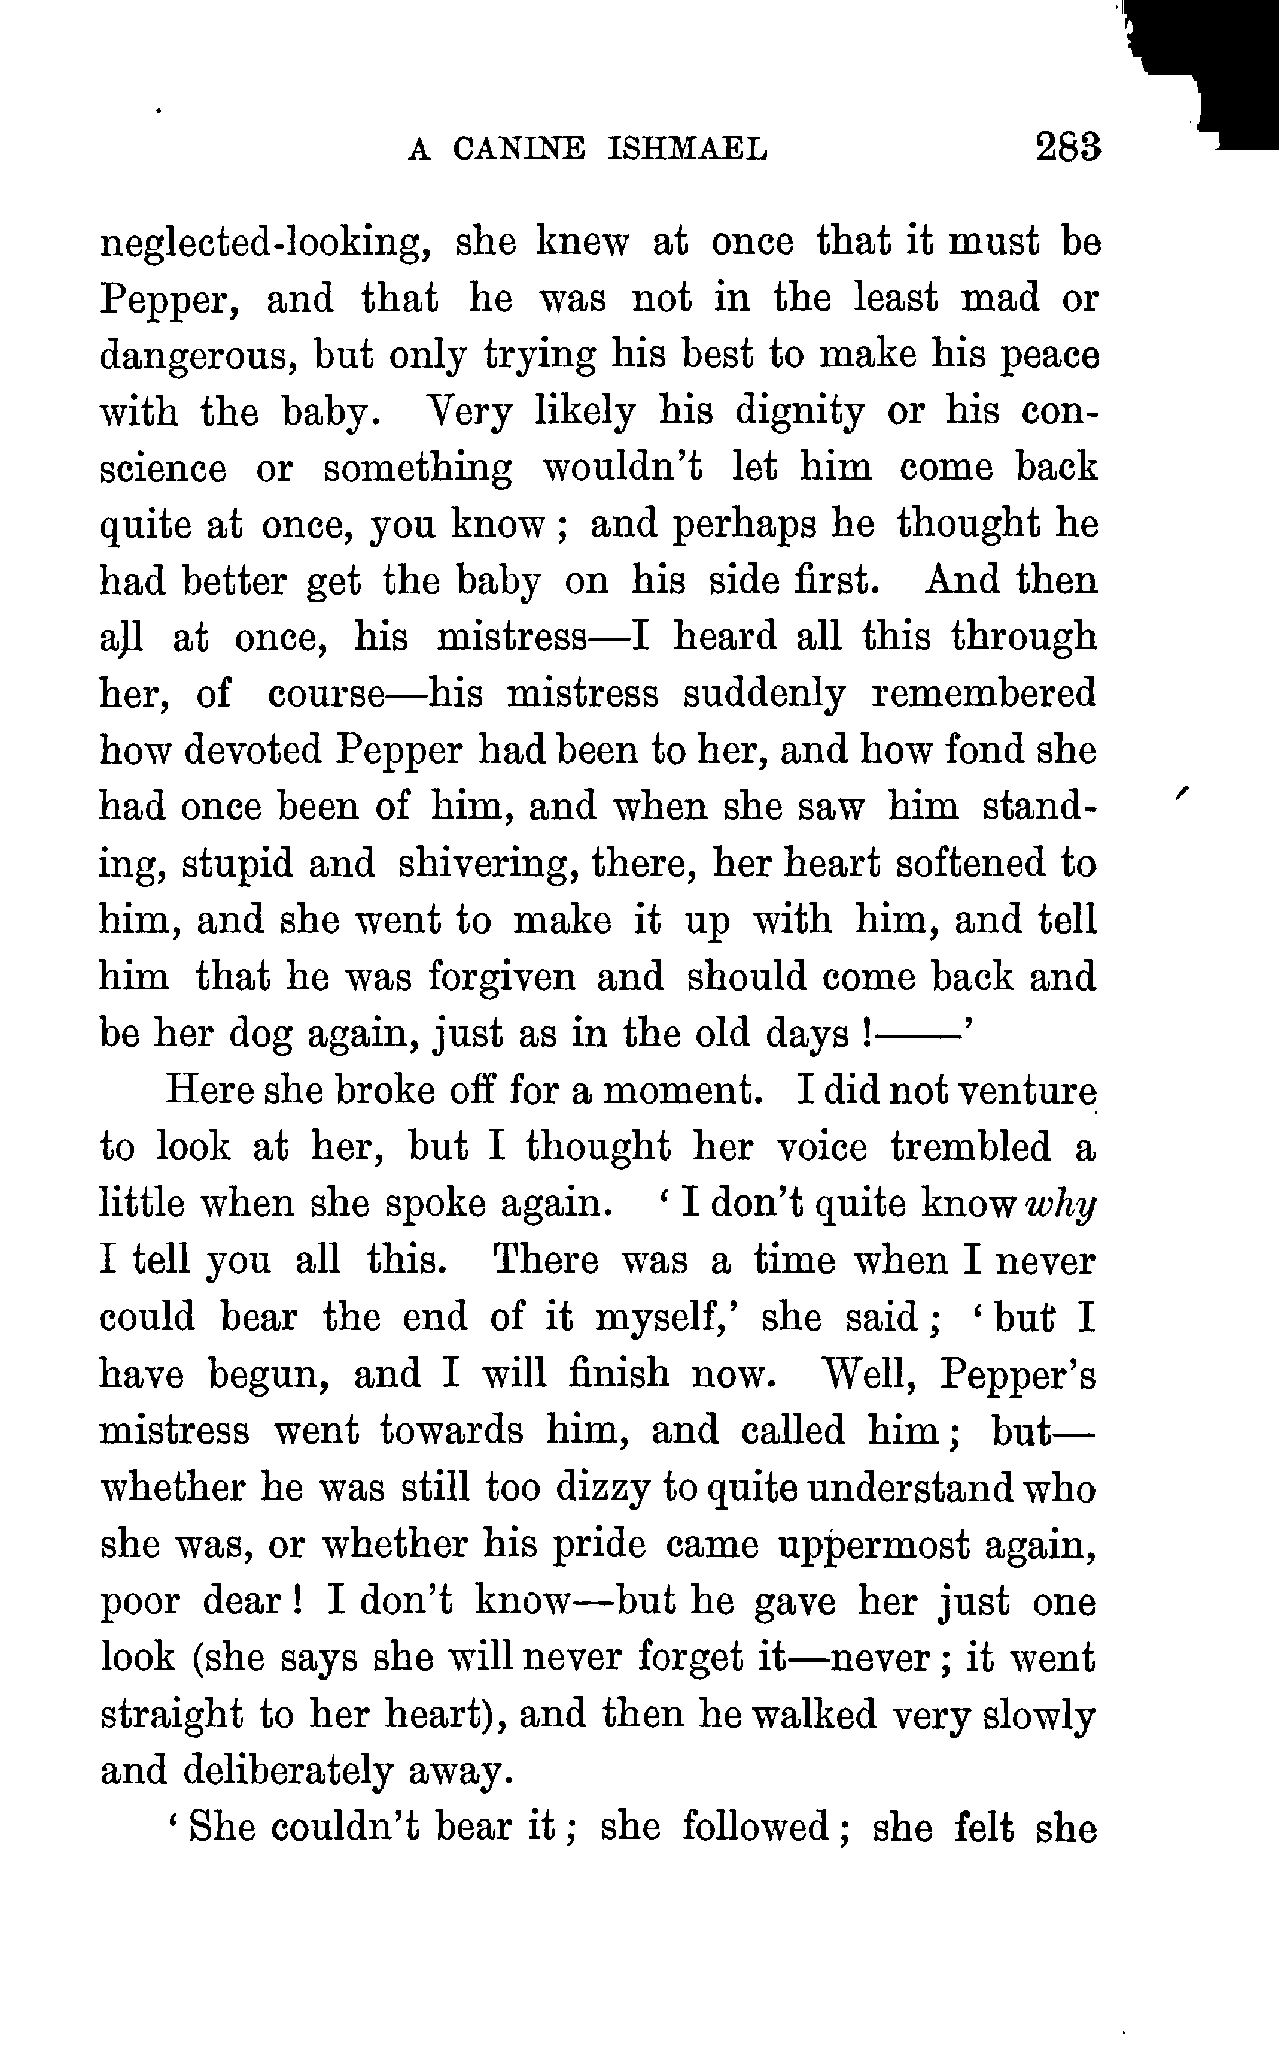 A CANINE ISHMAEL 283
neglected-looking, she knew at once that it must be
Pepper, and that he was not in the least mad or
dangerous, but only trying his best to make his peace
with the baby. Very likely his dignity or his con-
science or something wouldn't let him come back
quite at once, you know ; and perhaps he thought he
had better get the baby on his side first. And then
all at once, his mistress—I heard all this through
her, of course—his mistress suddenly remembered
how devoted Pepper had been to her, and how fond she
had once been of him, and when she saw him stand-
ing, stupid and shivering, there, her heart softened to
him, and she went to make it up with him, and tell
him that he was forgiven and should come back and
be her dog again, just as in the old days !——'
Here she broke off for a moment. I did not venture
to look at her, but I thought her voice trembled a
little when she spoke again. ' I don't quite know why
I tell you all this. There was a time when I never
could bear the end of it myself,' she said ; ' but I
have begun, and I will finish now. Well, Pepper's
mistress went towards him, and called him ; but—
whether he was still too dizzy to quite understand who
she was, or whether his pride came uppermost again,
poor dear ! I don't know—but he gave her just one
look (she says she will never forget it—never ; it went
straight to her heart), and then he walked very slowly
and deliberately away.
' She couldn't bear it ; she followed ; she felt she